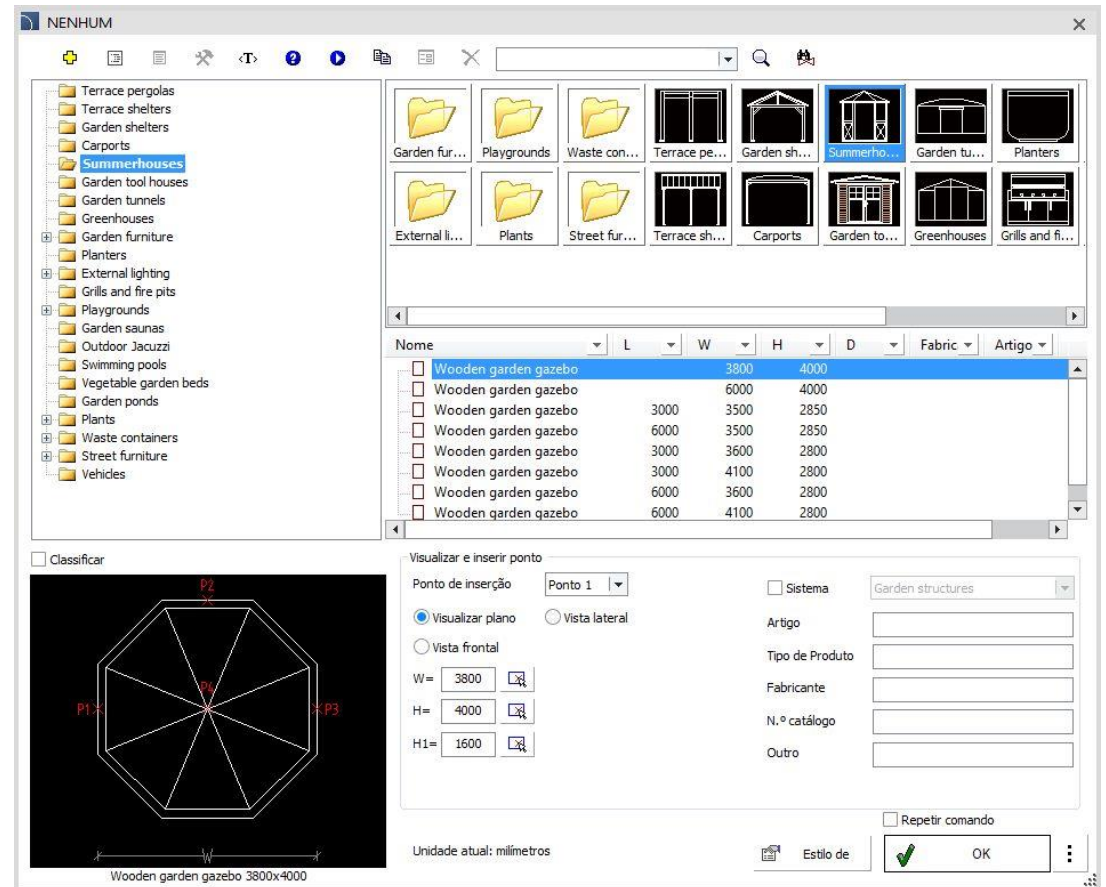 NENHUM
‹T›
Terrace pergolas
Terrace shelters
Garden shelters
Carports
Summerhouses
Garden tool houses
Garden tunnels
Greenhouses
Garden furniture
Planters
External lighting
Grills and fire pits
Playgrounds
Garden saunas
Outdoor Jacuzzi
Swimming pools
Vegetable garden beds
Garden ponds
Plants
Waste containers
Street furniture
Vehicles
Garden fur... Playgrounds Waste con... Terrace pe... Garden sh... Summerho... Garden tu... Planters
External li... Plants Street fur... Terrace sh... Carports Garden to... Greenhouses Grills and fi...
Nome L W H D Fabric Artigo
Wooden garden gazebo 3800 4000
Wooden garden gazebo 6000 4000
Wooden garden gazebo 3000 3500 2850
Wooden garden gazebo 6000 3500 2850
Wooden garden gazebo 3000 3600 2800
Wooden garden gazebo 3000 4100 2800
Wooden garden gazebo 6000 3600 2800
Wooden garden gazebo 6000 4100 2800
Classificar
P2
P1 P4 P3
W
Wooden garden gazebo 3800x4000
Visualizar e inserir ponto
Ponto de inserção Ponto 1
Visualizar plano Vista lateral
Vista frontal
W= 3800
H= 4000
H1= 1600
Sistema Garden structures
Artigo
Tipo de Produto
Fabricante
N.º catálogo
Outro
Repetir comando
Unidade atual: milímetros
Estilo de OK